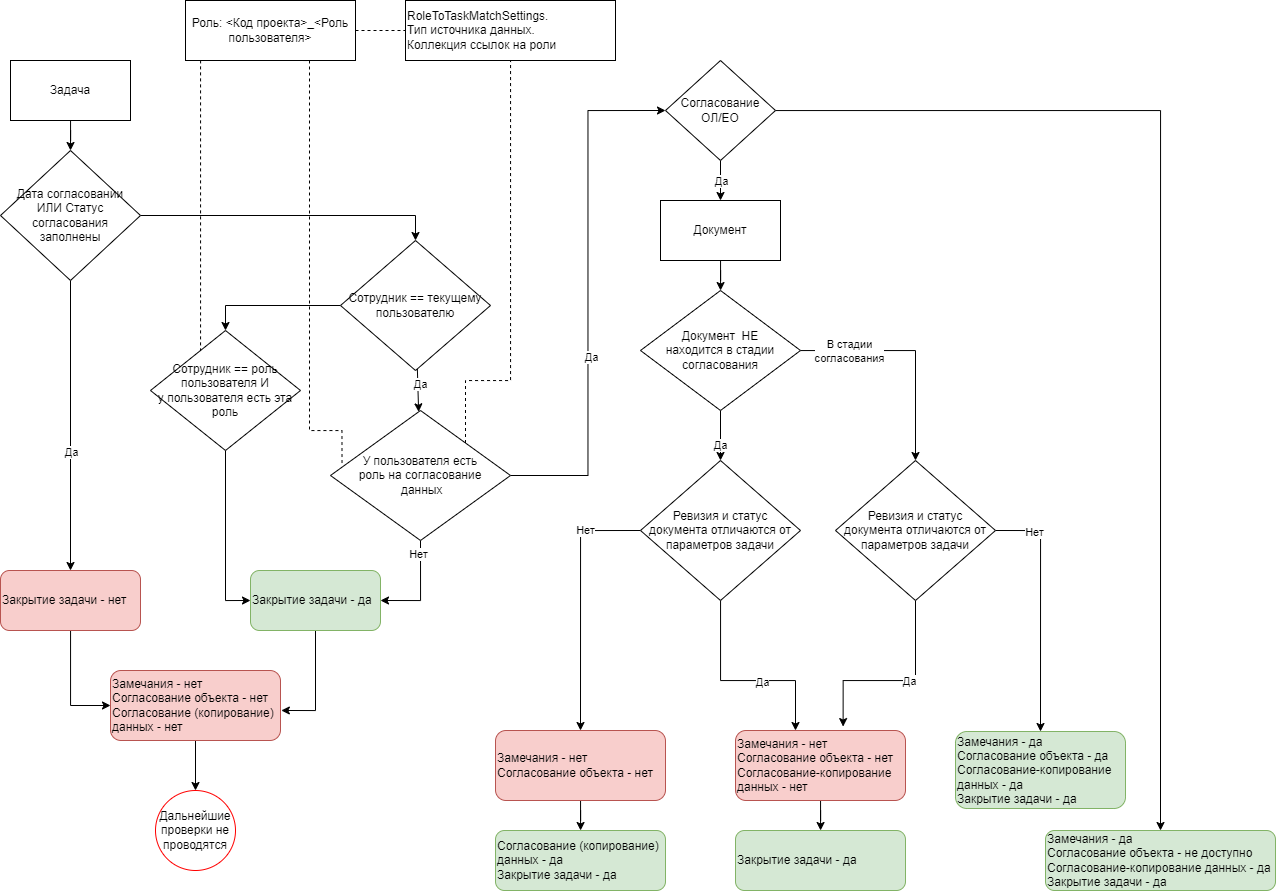 Роль: <Код проекта>_<Роль
пользователя>
RoleToTaskMatchSettings.
Тип источника данных.
Коллекция ссылок на роли
Задача
Согласование
ОЛ/ЕО
Да
Дата согласовании
ИЛИ Статус
согласования
заполнены
Документ
Сотрудник == текущему
пользователю
Документ  НЕ
находится в стадии
согласования
В стадии
согласования
Да
Сотрудник == роль
пользователя И
у пользователя есть эта
роль
Да
Да
Да
У пользователя есть
роль на согласование
данных
Ревизия и статус
документа отличаются от
параметров задачи
Ревизия и статус
документа отличаются от
параметров задачи
Нет
Нет
Нет
Закрытие задачи - нет
Закрытие задачи - да
Да
Да
Замечания - нет
Согласование объекта - нет
Согласование (копирование)
данных - нет
Замечания - нет
Согласование объекта - нет
Замечания - нет
Согласование объекта - нет
Согласование-копирование
данных - нет
Замечания - да
Согласование объекта - да
Согласование-копирование
данных - да
Закрытие задачи - да
Дальнейшие
проверки не
проводятся
Согласование (копирование)
данных - да
Закрытие задачи - да
Закрытие задачи - да
Замечания - да
Согласование объекта - не доступно
Согласование-копирование данных - да
Закрытие задачи - да